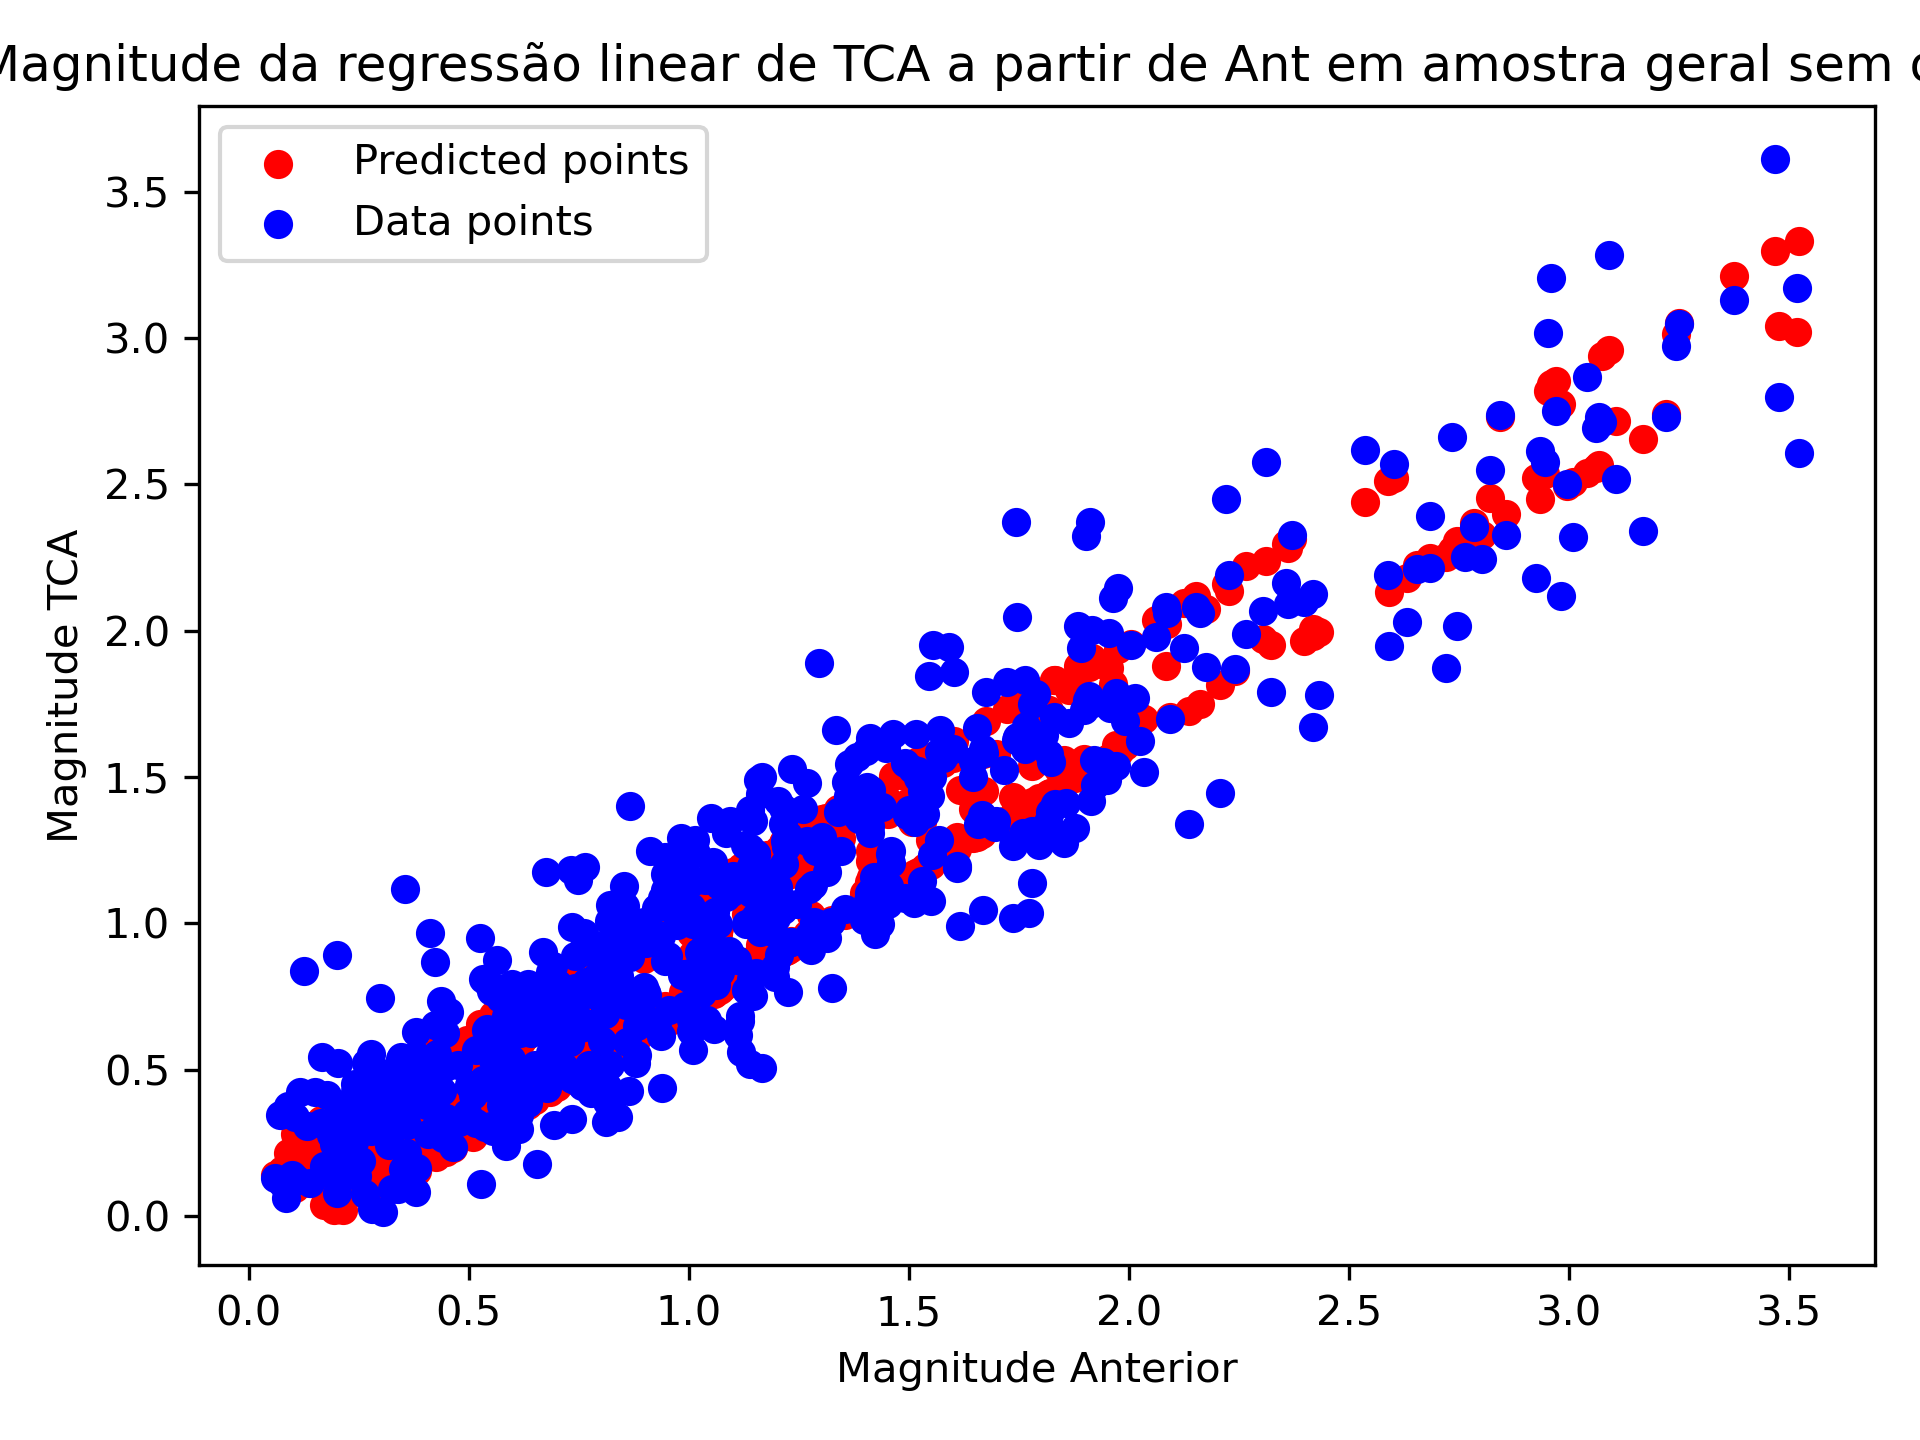 Magnitude da regressão linear de TCA a partir de Ant em amostra geral sem
Predicted points
Data points
3.5
3.0
2.5
2.0
1.5
1.0
0.5
0.0
Magnitude TCA
0.0 0.5 1.0 1.5 2.0 2.5 3.0 3.5
Magnitude Anterior